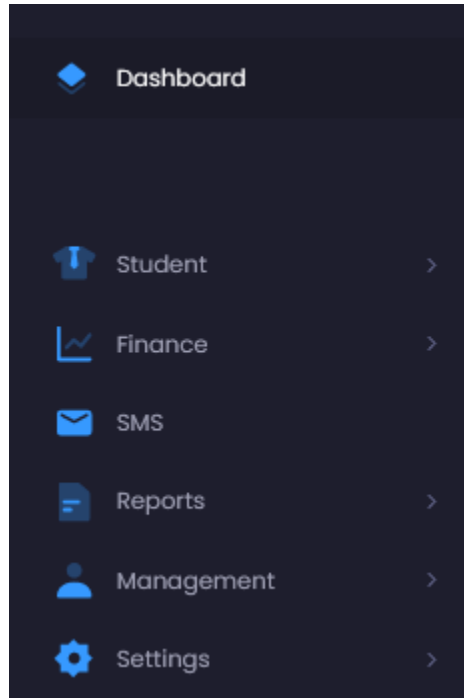 Dashboard
Student
Finance
SMS
Reports
Management
Settings